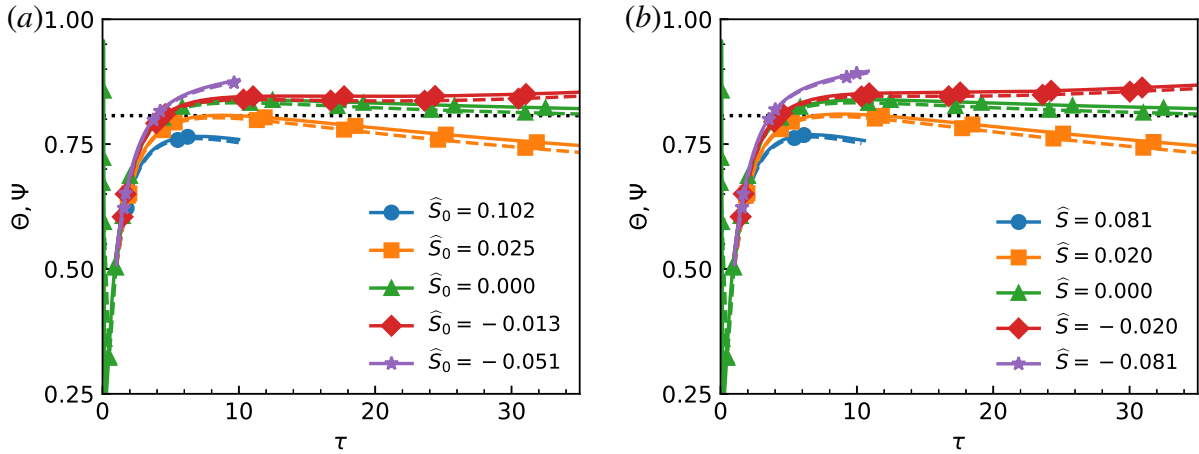 (a)
1.00
0.75
0.50
0.25
Θ, Ψ
0
10
20
30
τ
Ŝ₀ = 0.102
Ŝ₀ = 0.025
Ŝ₀ = 0.000
Ŝ₀ = −0.013
Ŝ₀ = −0.051
(b)
1.00
0.75
0.50
0.25
Θ, Ψ
0
10
20
30
τ
Ŝ = 0.081
Ŝ = 0.020
Ŝ = 0.000
Ŝ = −0.020
Ŝ = −0.081